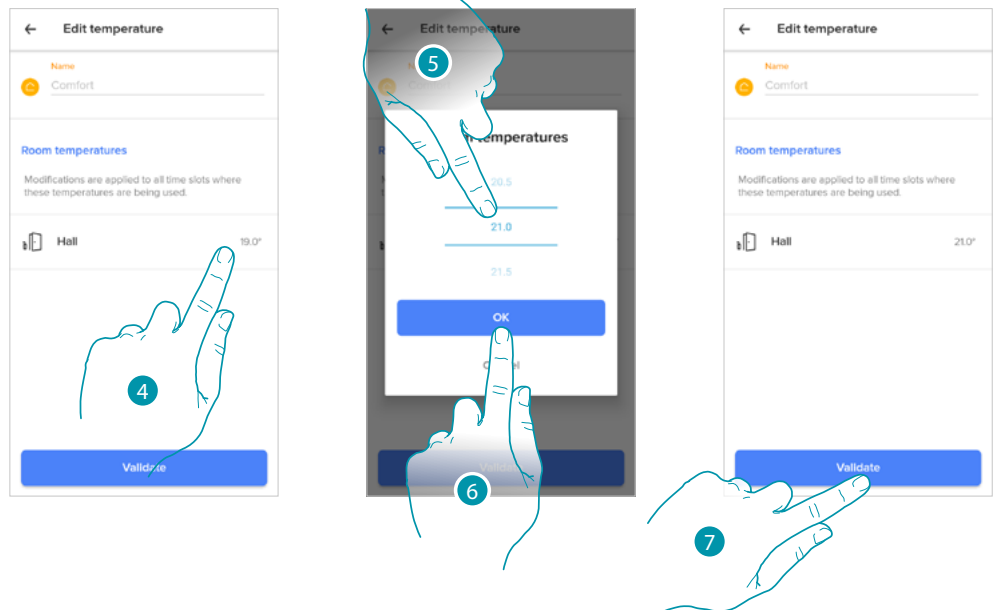 ← Edit temperature
Name
Comfort
Room temperatures
Modifications are applied to all time slots where
these temperatures are being used.
Hall 19.0°
4
Validate
← Edit temperature
5
temperatures
20.5
21.0
21.5
OK
6
← Edit temperature
Name
Comfort
Room temperatures
Modifications are applied to all time slots where
these temperatures are being used.
Hall 21.0°
Validate
7